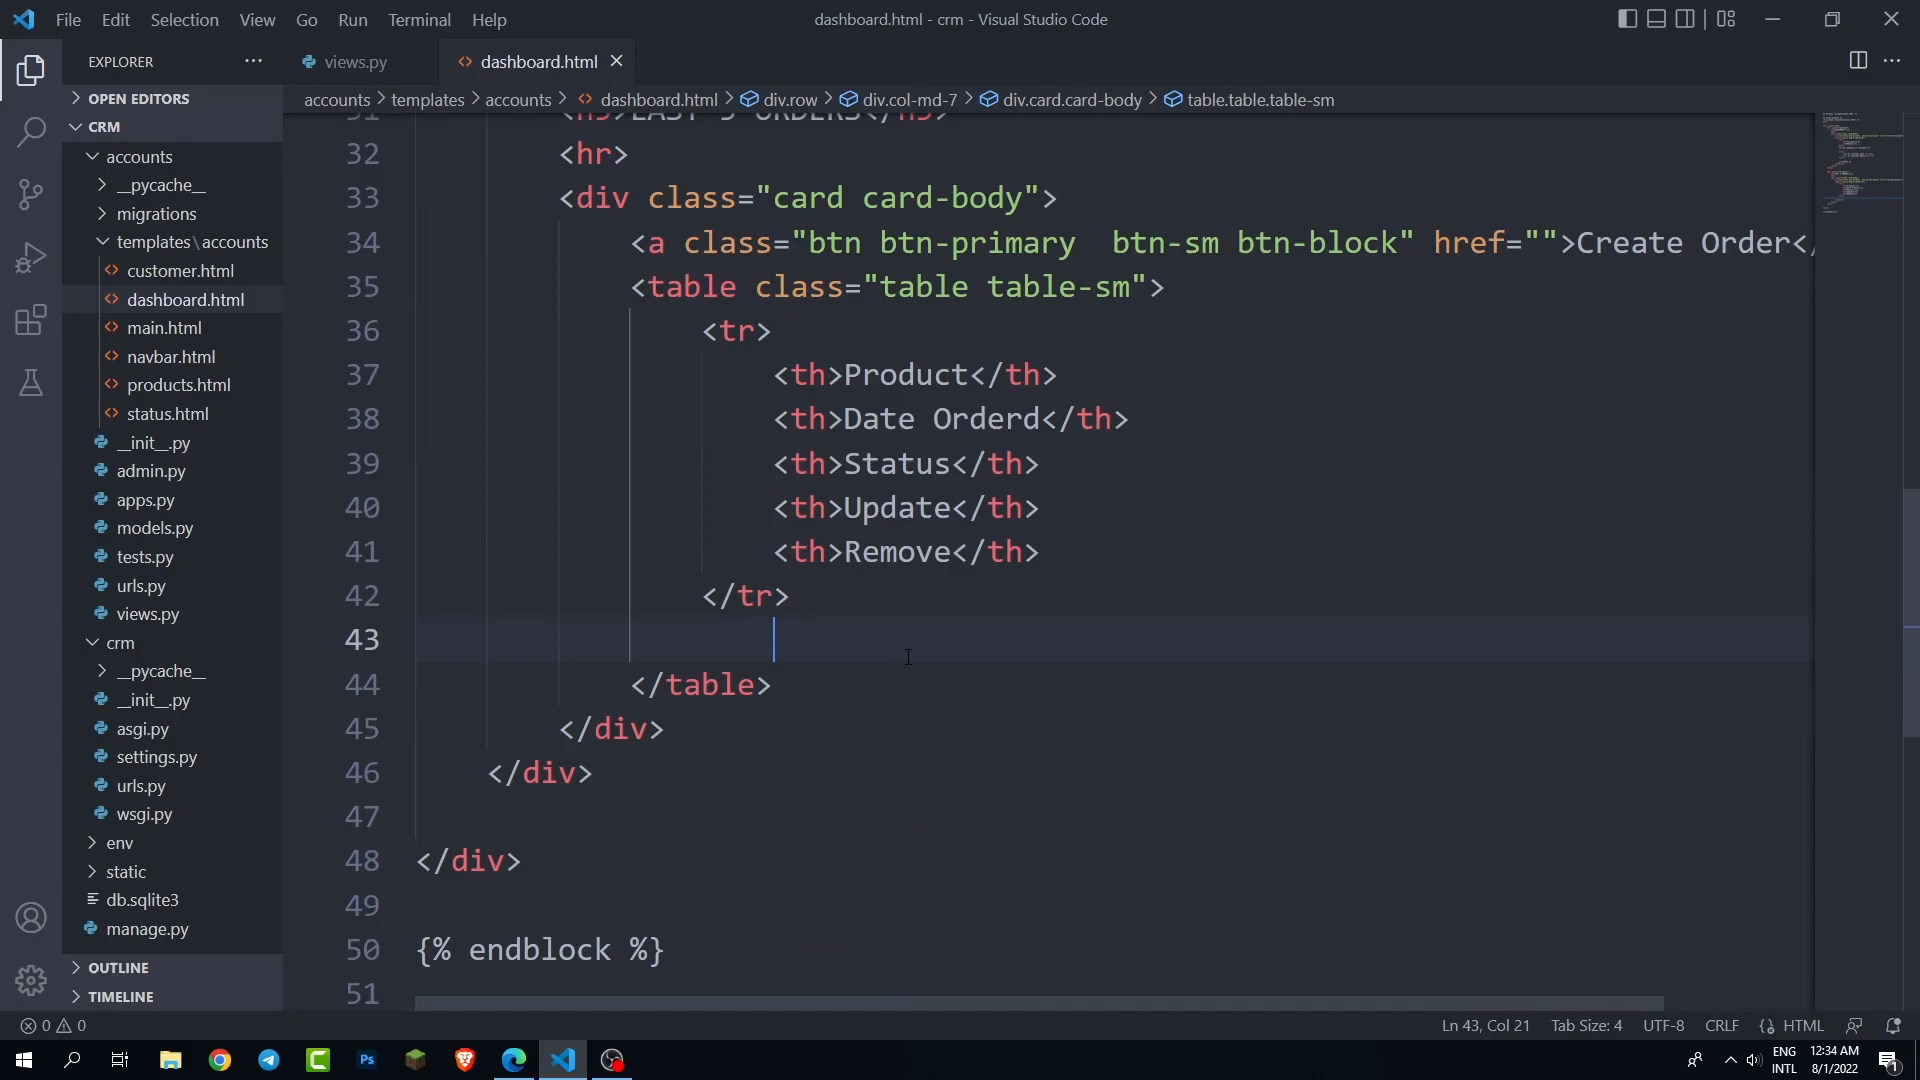 File Edit Selection View Go Run Terminal Help
dashboard.html - crm - Visual Studio Code
EXPLORER
views.py
dashboard.html
OPEN EDITORS
CRM
accounts
__pycache__
migrations
templates\accounts
customer.html
dashboard.html
main.html
navbar.html
products.html
status.html
__init__.py
admin.py
apps.py
models.py
tests.py
urls.py
views.py
crm
__pycache__
__init__.py
asgi.py
settings.py
urls.py
wsgi.py
env
static
db.sqlite3
manage.py
OUTLINE
TIMELINE
accounts > templates > accounts > dashboard.html > div.row > div.col-md-7 > div.card.card-body > table.table.table-sm
31 <h5>LAST 5 ORDERS</h5>
32 <hr>
33 <div class="card card-body">
34 <a class="btn btn-primary  btn-sm btn-block" href="">Create Order</
35 <table class="table table-sm">
36 <tr>
37 <th>Product</th>
38 <th>Date Orderd</th>
39 <th>Status</th>
40 <th>Update</th>
41 <th>Remove</th>
42 </tr>
43
44 </table>
45 </div>
46 </div>
47
48 </div>
49
50 {% endblock %}
51
0 0
Ln 43, Col 21 Tab Size: 4 UTF-8 CRLF HTML
Ps
ENG
INTL
12:34 AM
8/1/2022
1